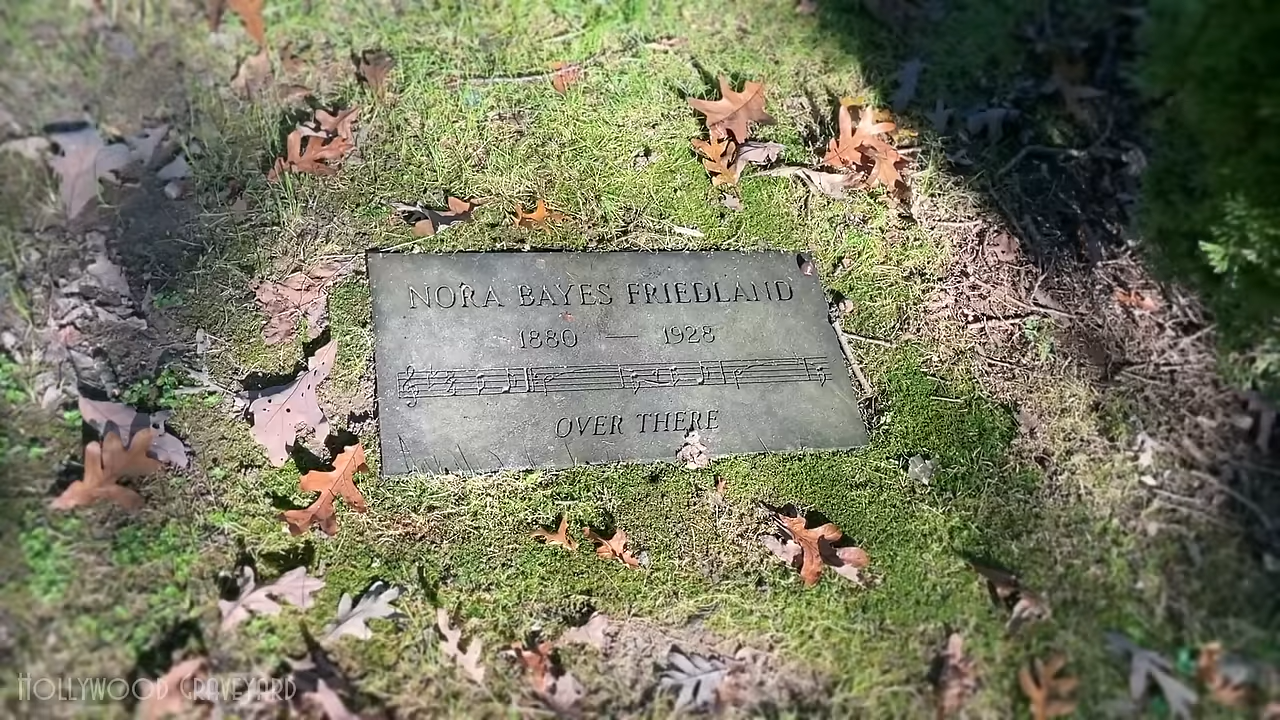 NORA BAYES FRIEDLAND
1880 — 1928
OVER THERE
HOLLYWOOD GRAVEYARD